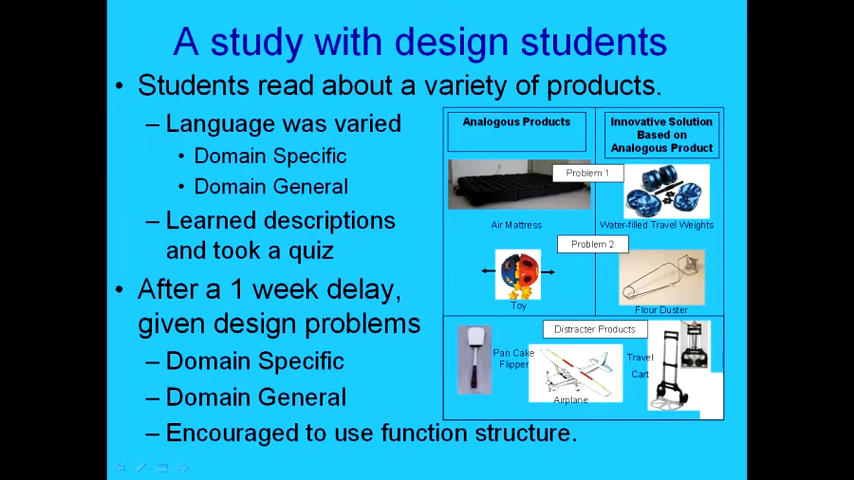 A study with design students
• Students read about a variety of products.
– Language was varied
• Domain Specific
• Domain General
– Learned descriptions
and took a quiz
• After a 1 week delay,
given design problems
– Domain Specific
– Domain General
– Encouraged to use function structure.
Analogous Products
Innovative Solution
Based on
Analogous Product
Problem 1
Air Mattress
Water-filled Travel Weights
Problem 2
Toy
Flour Duster
Distracter Products
Pan Cake
Flipper
Airplane
Travel
Cart